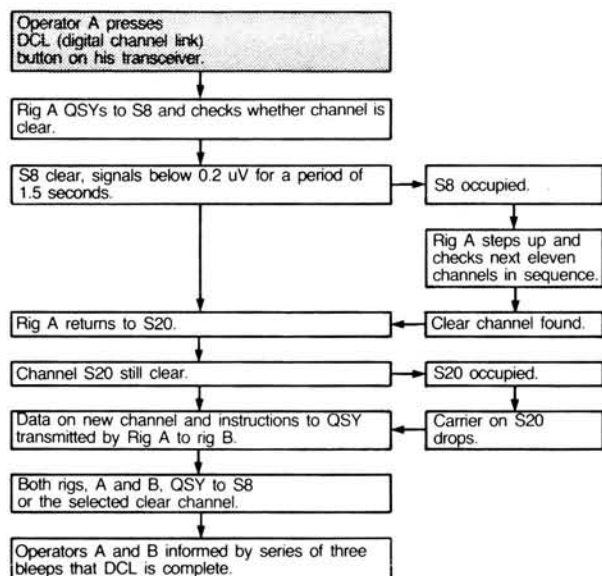 Operator A presses
DCL (digital channel link)
button on his transceiver.
Rig A QSYs to S8 and checks whether channel is
clear.
S8 clear, signals below 0.2 uV for a period of
1.5 seconds.
S8 occupied.
Rig A steps up and
checks next eleven
channels in sequence.
Rig A returns to S20.
Clear channel found.
Channel S20 still clear.
S20 occupied.
Data on new channel and instructions to QSY
transmitted by Rig A to rig B.
Carrier on S20
drops.
Both rigs, A and B, QSY to S8
or the selected clear channel.
Operators A and B informed by series of three
bleeps that DCL is complete.